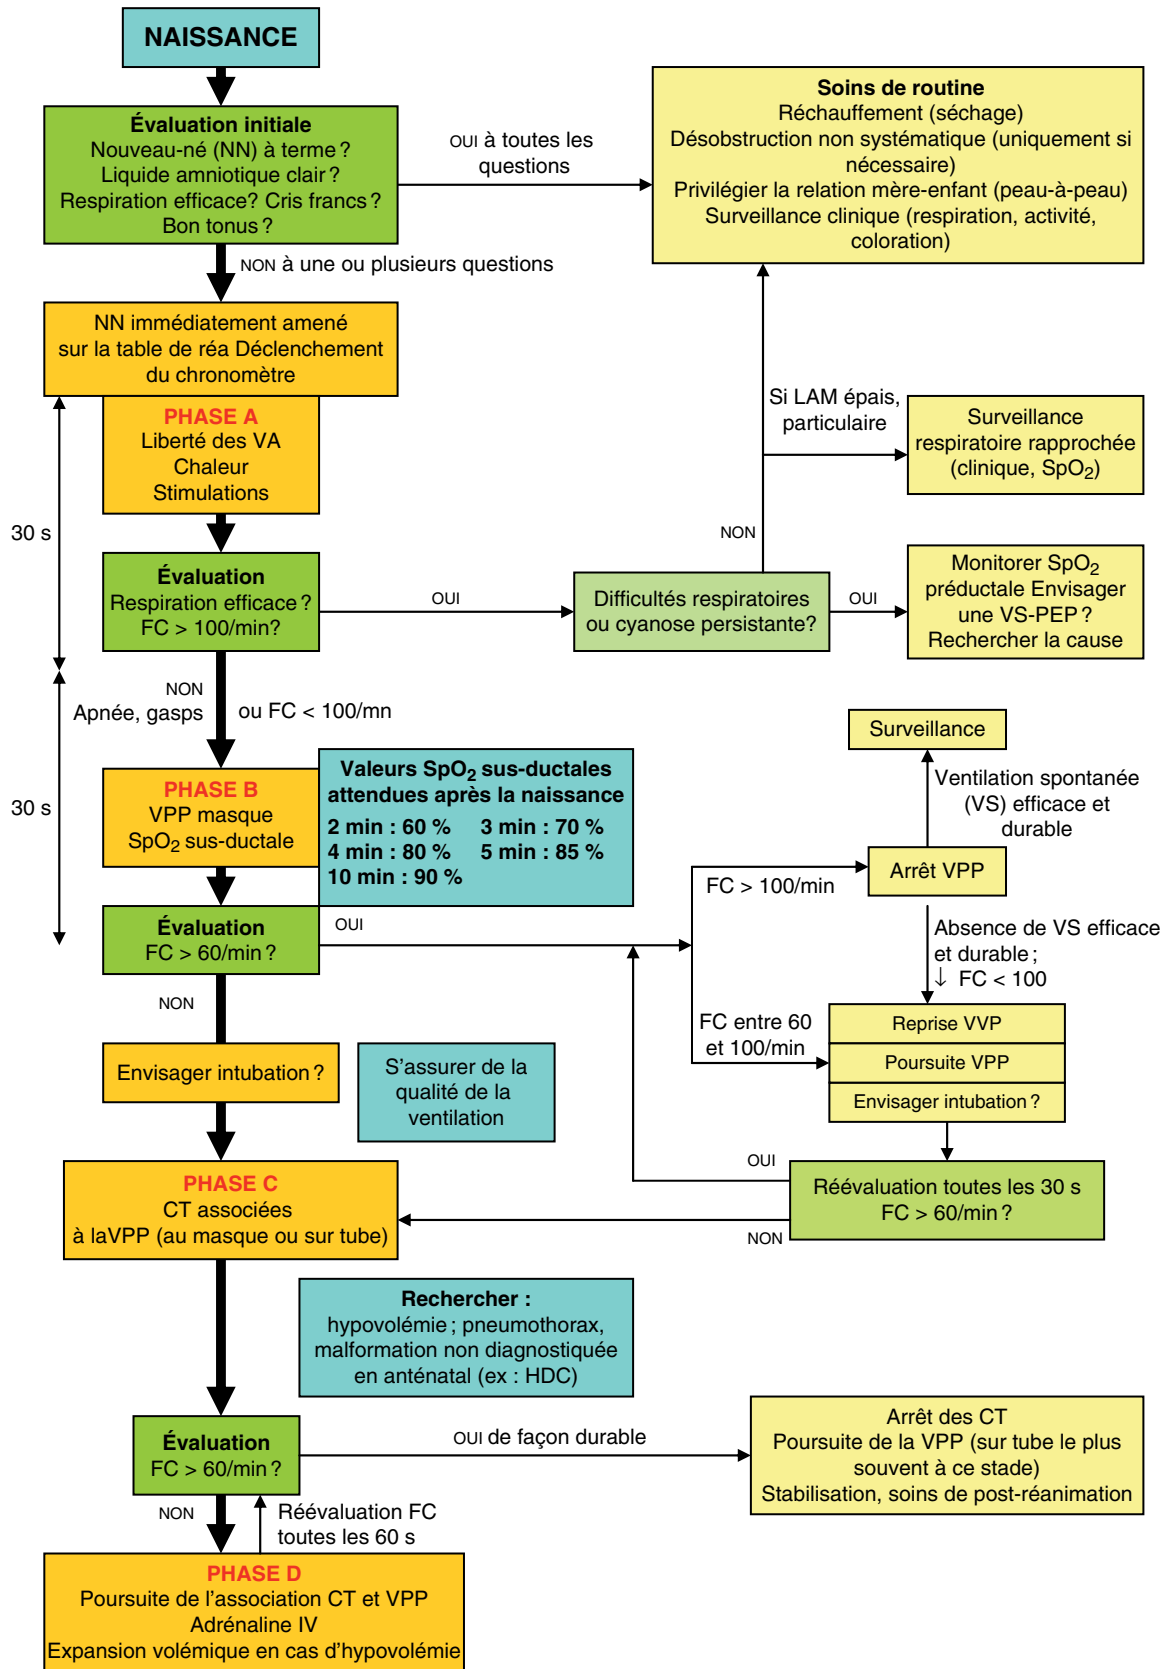 NAISSANCE
Évaluation initiale
Nouveau-né (NN) à terme ?
Liquide amniotique clair ?
Respiration efficace? Cris francs ?
Bon tonus ?
OUI à toutes les
questions
Soins de routine
Réchauffement (séchage)
Désobstruction non systématique (uniquement si
nécessaire)
Privilégier la relation mère-enfant (peau-à-peau)
Surveillance clinique (respiration, activité,
coloration)
NON à une ou plusieurs questions
NN immédiatement amené
sur la table de réa Déclenchement
du chronomètre
PHASE A
Liberté des VA
Chaleur
Stimulations
30 s
Si LAM épais,
particulaire
Surveillance
respiratoire rapprochée
(clinique, SpO2)
NON
Évaluation
Respiration efficace ?
FC > 100/min?
OUI
Difficultés respiratoires
ou cyanose persistante?
OUI
Monitorer SpO2
préductale Envisager
une VS-PEP ?
Rechercher la cause
NON
Apnée, gasps
ou FC < 100/mn
30 s
PHASE B
VPP masque
SpO2 sus-ductale
Valeurs SpO2 sus-ductales
attendues après la naissance
2 min : 60 % 3 min : 70 %
4 min : 80 % 5 min : 85 %
10 min : 90 %
Surveillance
Ventilation spontanée
(VS) efficace et
durable
FC > 100/min
Arrêt VPP
Évaluation
FC > 60/min ?
OUI
Absence de VS efficace
et durable ;
↓ FC < 100
NON
FC entre 60
et 100/min
Reprise VVP
Poursuite VPP
Envisager intubation ?
Envisager intubation ?
S'assurer de la
qualité de la
ventilation
OUI
Réévaluation toutes les 30 s
FC > 60/min ?
NON
PHASE C
CT associées
à laVPP (au masque ou sur tube)
Rechercher :
hypovolémie ; pneumothorax,
malformation non diagnostiquée
en anténatal (ex : HDC)
Évaluation
FC > 60/min ?
OUI de façon durable
Arrêt des CT
Poursuite de la VPP (sur tube le plus
souvent à ce stade)
Stabilisation, soins de post-réanimation
NON
Réévaluation FC
toutes les 60 s
PHASE D
Poursuite de l'association CT et VPP
Adrénaline IV
Expansion volémique en cas d'hypovolémie